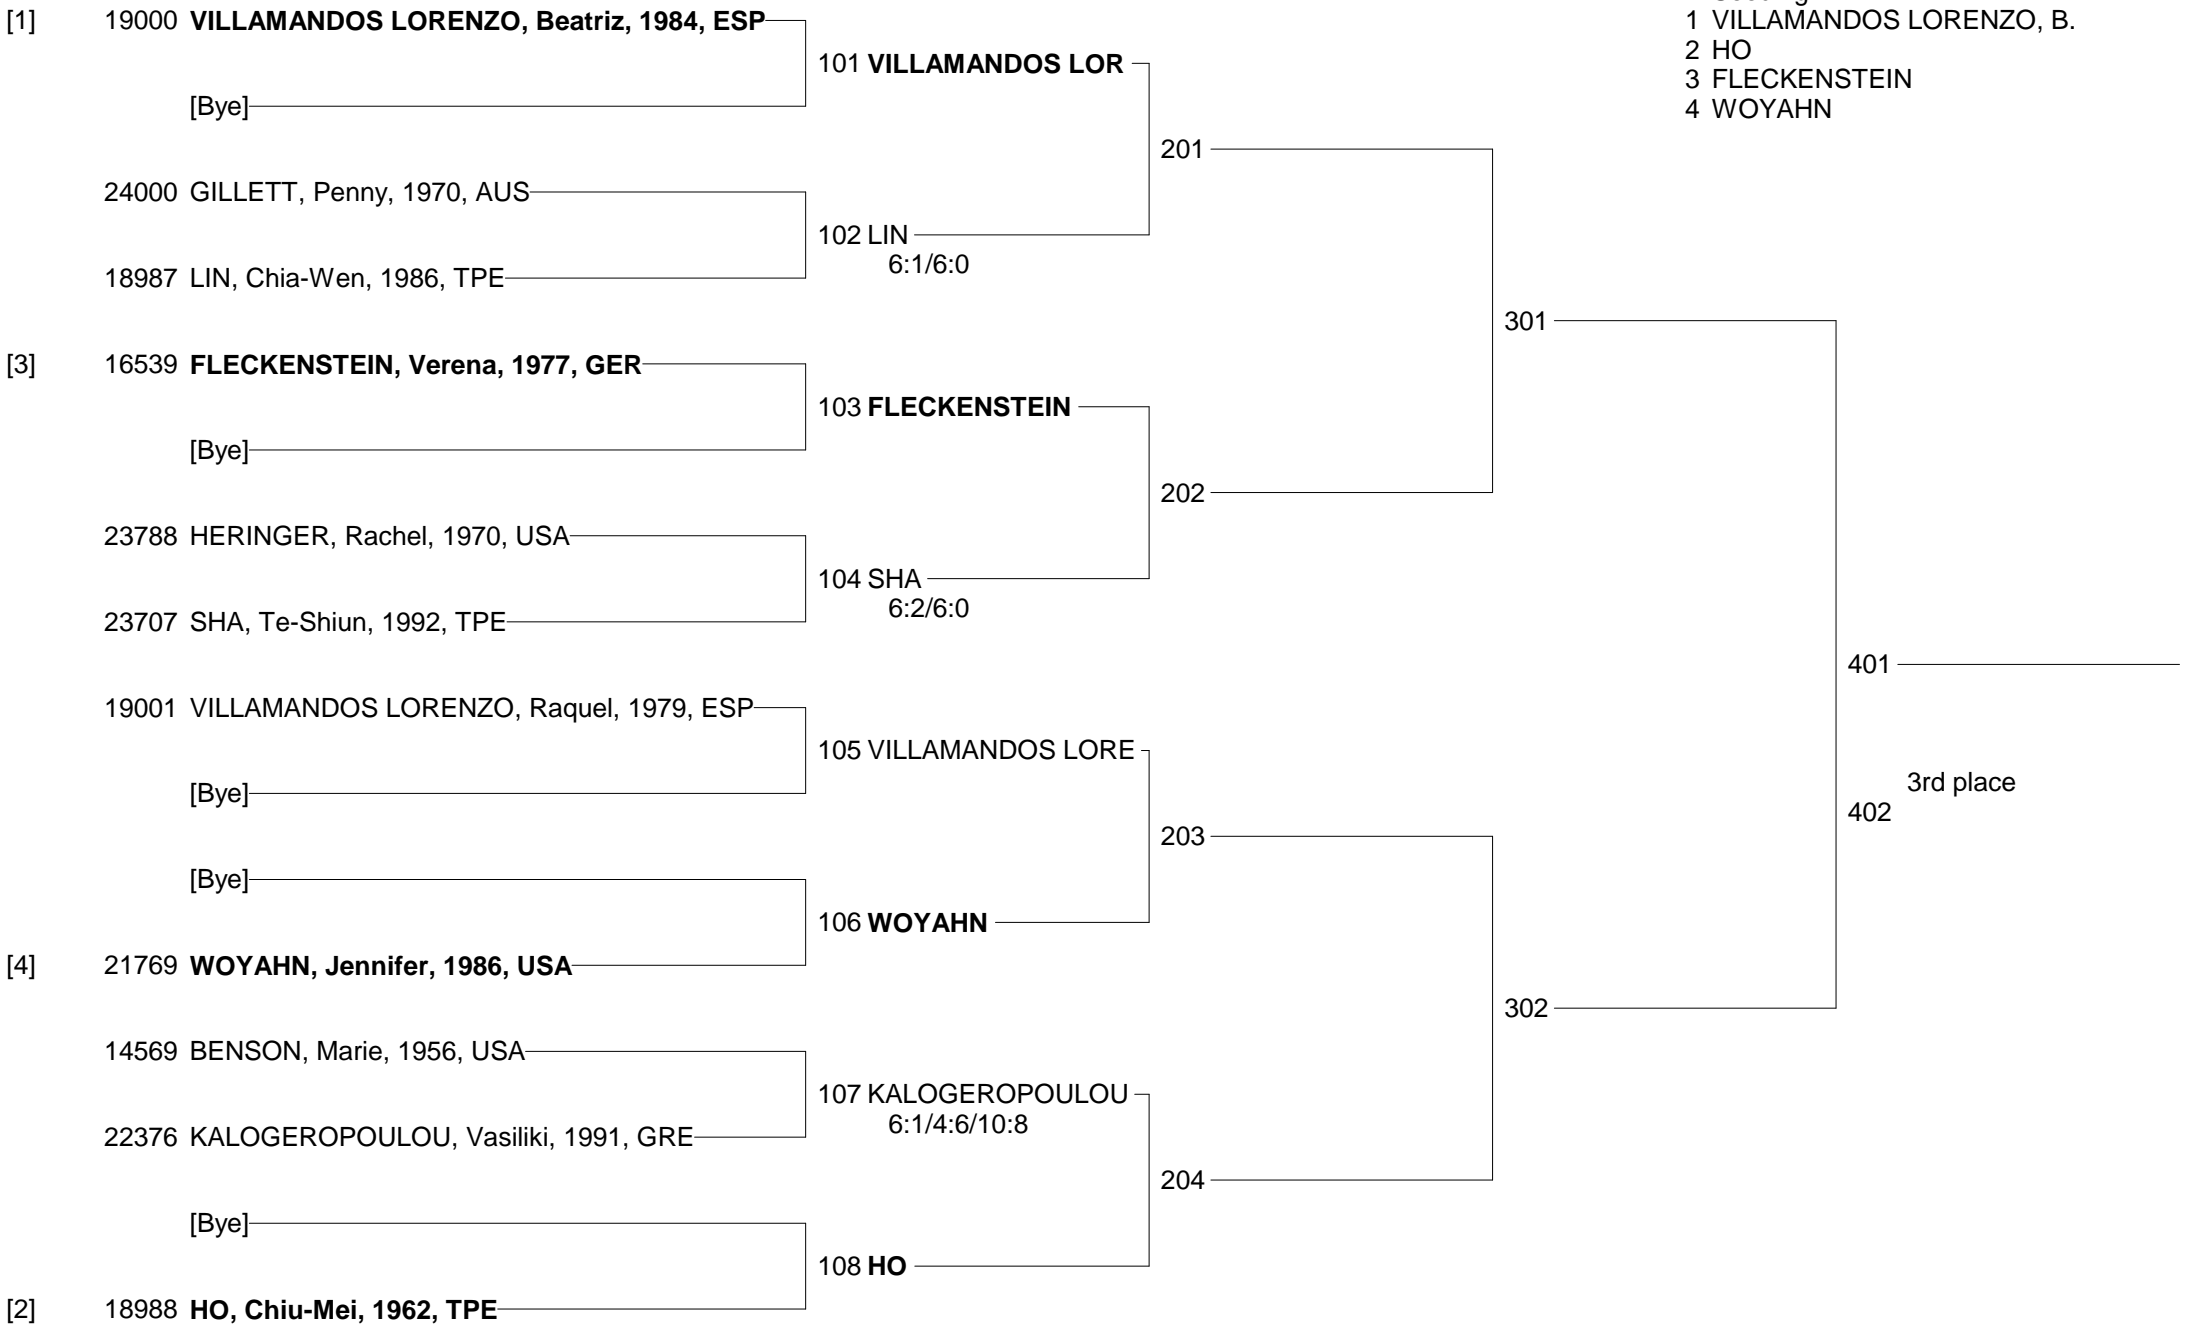 [1] 19000 VILLAMANDOS LORENZO, Beatriz, 1984, ESP
1 VILLAMANDOS LORENZO, B.
2 HO
3 FLECKENSTEIN
4 WOYAHN
101 VILLAMANDOS LOR
[Bye]
201
24000 GILLETT, Penny, 1970, AUS
102 LIN
6:1/6:0
18987 LIN, Chia-Wen, 1986, TPE
301
[3] 16539 FLECKENSTEIN, Verena, 1977, GER
103 FLECKENSTEIN
[Bye]
202
23788 HERINGER, Rachel, 1970, USA
104 SHA
6:2/6:0
23707 SHA, Te-Shiun, 1992, TPE
401
19001 VILLAMANDOS LORENZO, Raquel, 1979, ESP
105 VILLAMANDOS LORE
[Bye]
3rd place
402
203
[Bye]
106 WOYAHN
[4] 21769 WOYAHN, Jennifer, 1986, USA
302
14569 BENSON, Marie, 1956, USA
107 KALOGEROPOULOU
6:1/4:6/10:8
22376 KALOGEROPOULOU, Vasiliki, 1991, GRE
204
[Bye]
108 HO
[2] 18988 HO, Chiu-Mei, 1962, TPE